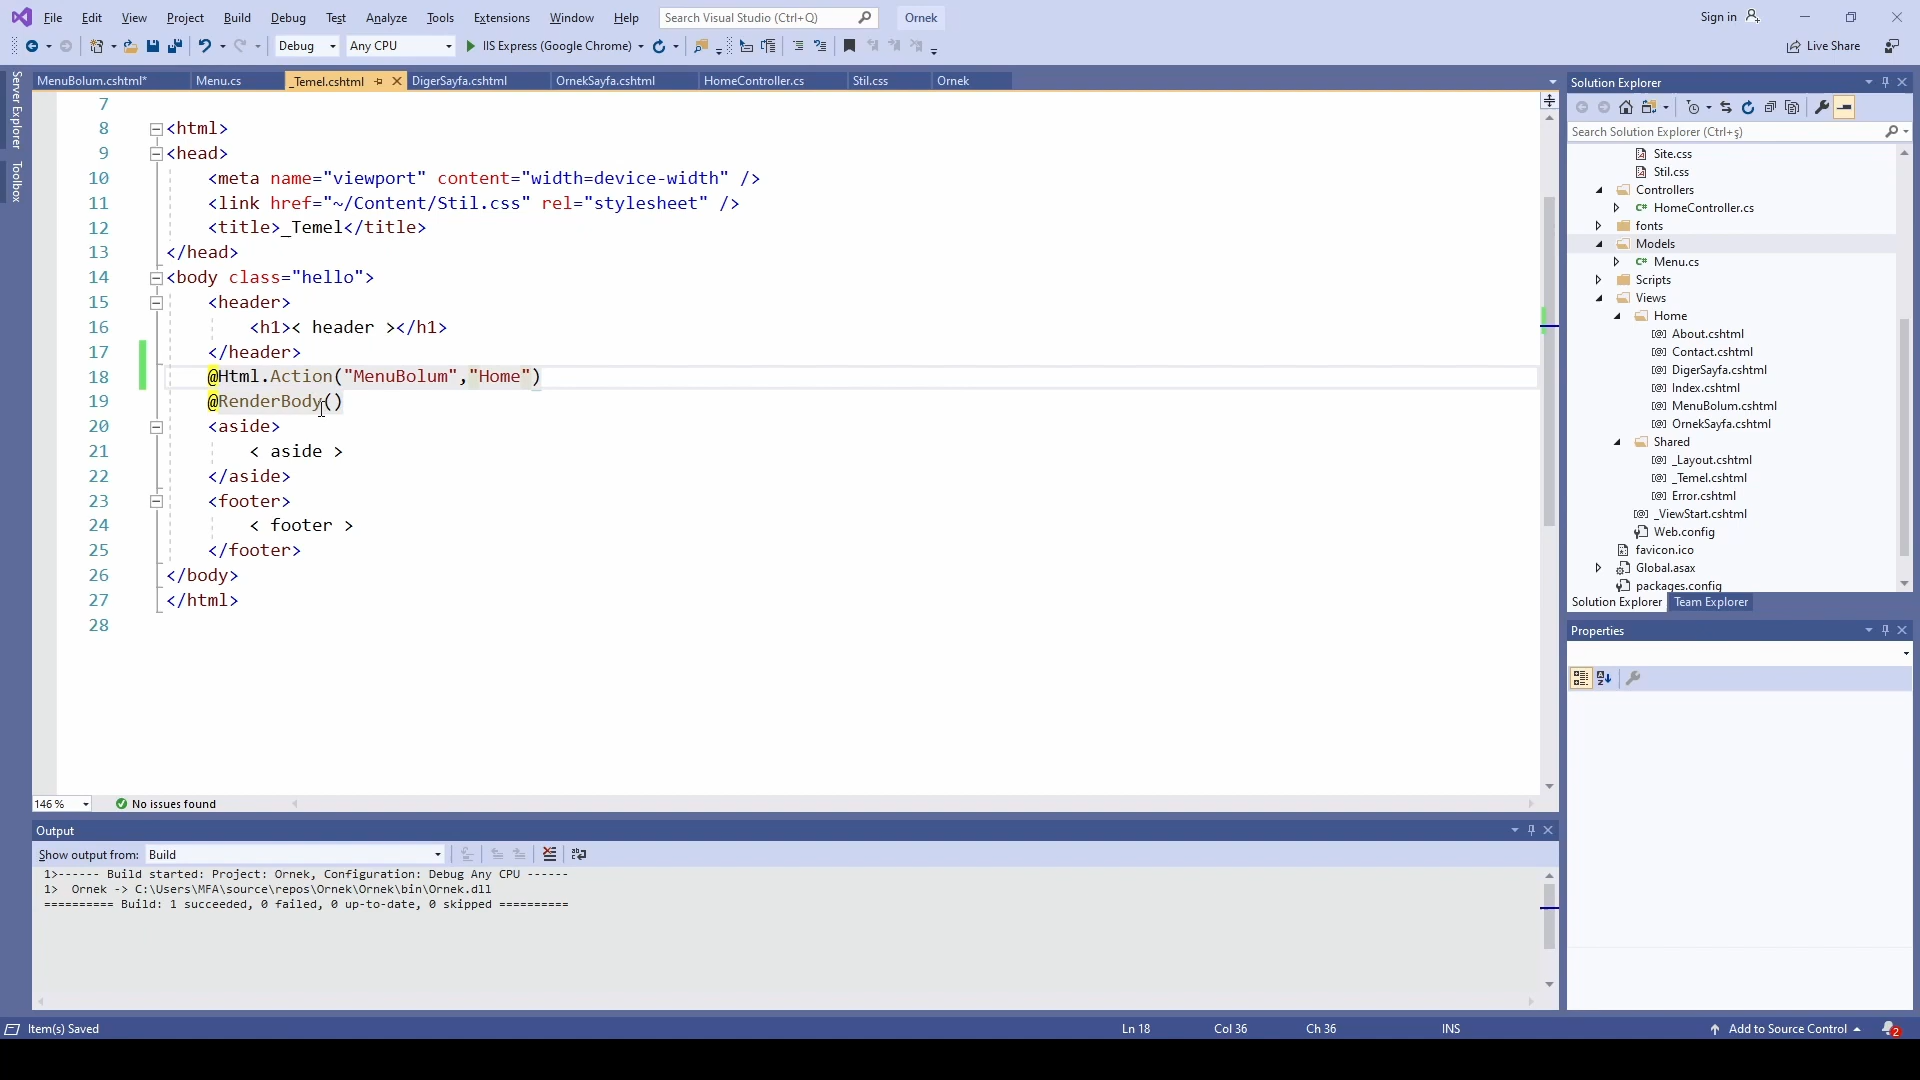 File Edit View Project Build Debug Test Analyze Tools Extensions Window Help Search Visual Studio (Ctrl+Q) Ornek Sign in
Debug Any CPU IIS Express (Google Chrome) Live Share
Server Explorer
Toolbox
MenuBolum.cshtml* Menu.cs _Temel.cshtml DigerSayfa.cshtml OrnekSayfa.cshtml HomeController.cs Stil.css Ornek
7
8 <html>
9 <head>
10 <meta name="viewport" content="width=device-width" />
11 <link href="~/Content/Stil.css" rel="stylesheet" />
12 <title>_Temel</title>
13 </head>
14 <body class="hello">
15 <header>
16 <h1>< header ></h1>
17 </header>
18 @Html.Action("MenuBolum","Home")
19 @RenderBody()
20 <aside>
21 < aside >
22 </aside>
23 <footer>
24 < footer >
25 </footer>
26 </body>
27 </html>
28
146 % No issues found
Output
Show output from: Build
1>------ Build started: Project: Ornek, Configuration: Debug Any CPU ------
1> Ornek -> C:\Users\MFA\source\repos\Ornek\Ornek\bin\Ornek.dll
========== Build: 1 succeeded, 0 failed, 0 up-to-date, 0 skipped ==========
Solution Explorer
Search Solution Explorer (Ctrl+ş)
Site.css
Stil.css
Controllers
C# HomeController.cs
fonts
Models
C# Menu.cs
Scripts
Views
Home
[@] About.cshtml
[@] Contact.cshtml
[@] DigerSayfa.cshtml
[@] Index.cshtml
[@] MenuBolum.cshtml
[@] OrnekSayfa.cshtml
Shared
[@] _Layout.cshtml
[@] _Temel.cshtml
[@] Error.cshtml
[@] _ViewStart.cshtml
Web.config
favicon.ico
Global.asax
packages.config
Solution Explorer Team Explorer
Properties
Item(s) Saved Ln 18 Col 36 Ch 36 INS Add to Source Control 2